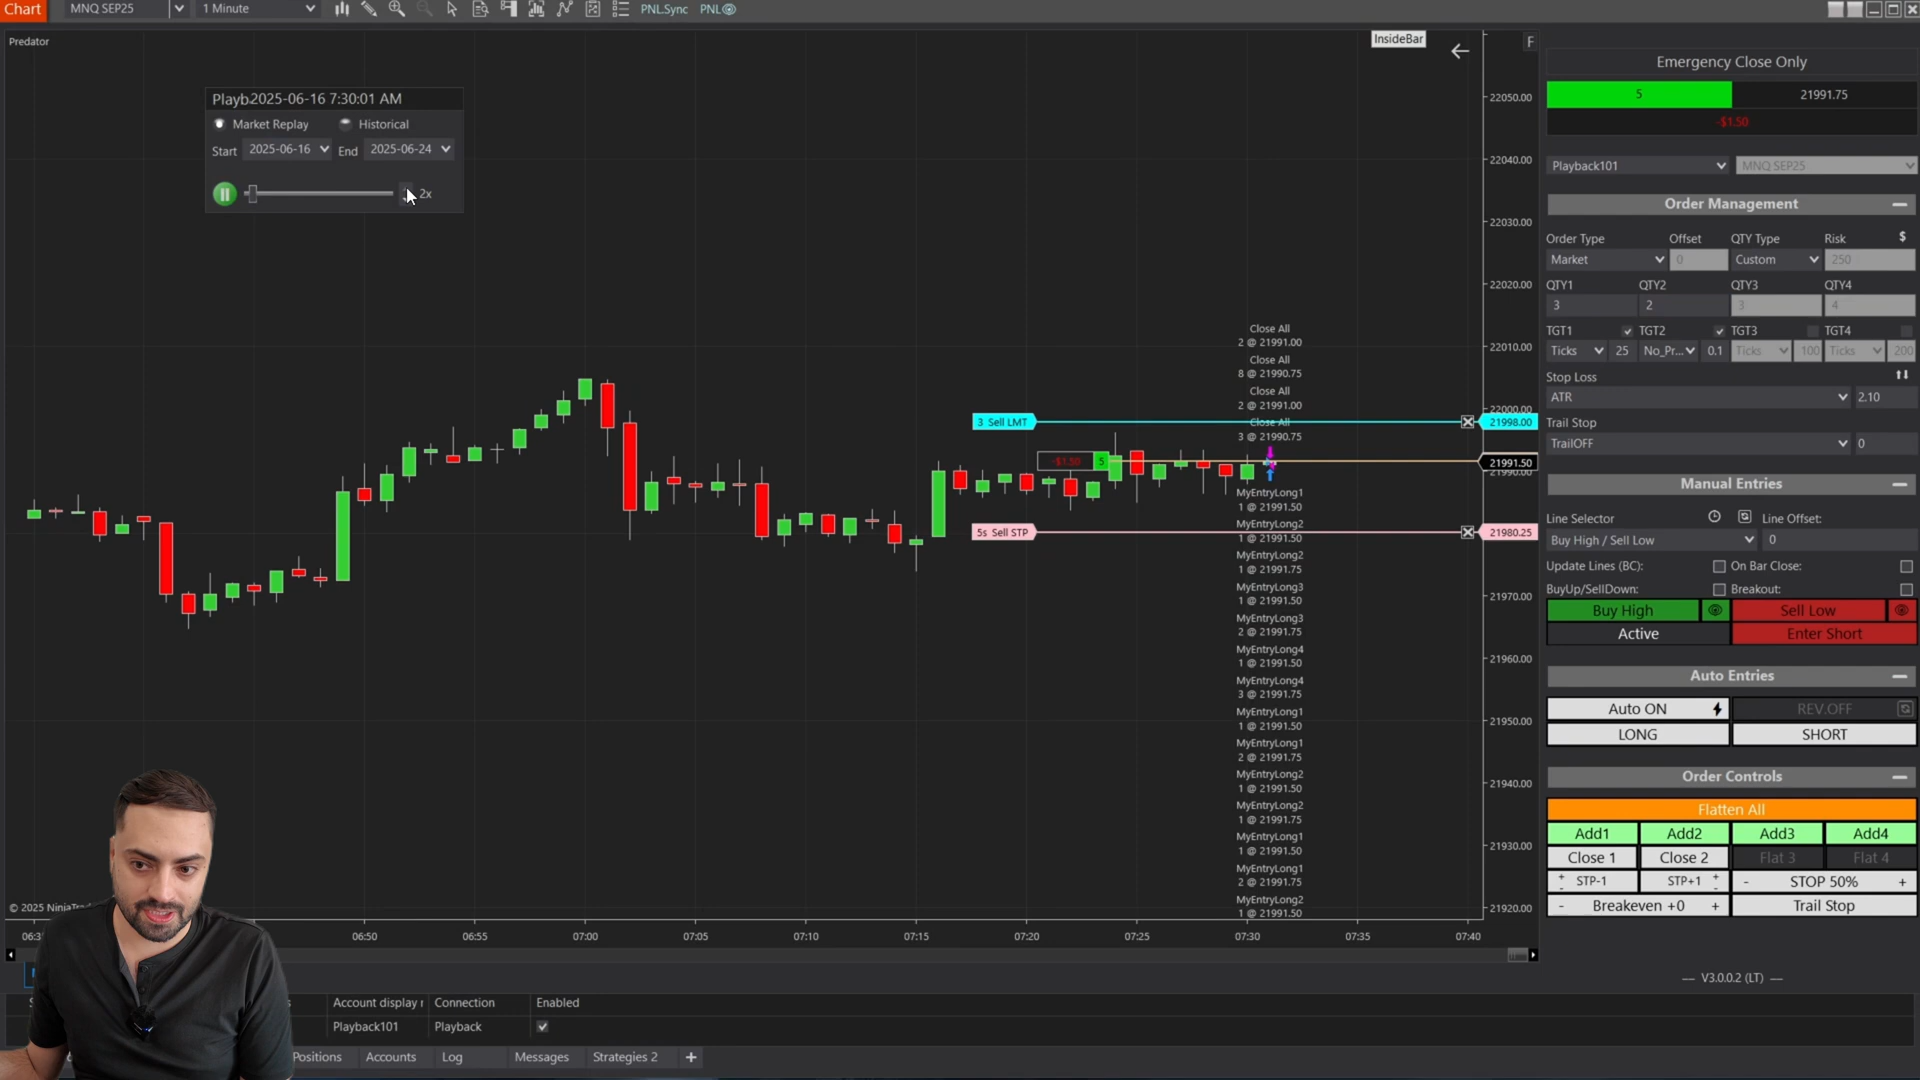 Chart MNQ SEP25 1 Minute PNL.Sync PNL
Predator
InsideBar
F
Playb2025-06-16 7:30:01 AM
Market Replay Historical
Start 2025-06-16 End 2025-06-24
2x
22050.00
22040.00
22030.00
22020.00
22010.00
22000.00
21998.00
21991.50
21990.00
21980.25
21970.00
21960.00
21950.00
21940.00
21930.00
21920.00
Close All
2 @ 21991.00
Close All
8 @ 21990.75
Close All
2 @ 21991.00
Close All
3 @ 21990.75
3 Sell LMT
-$1.50 5
5s Sell STP
MyEntryLong1
1 @ 21991.50
MyEntryLong2
1 @ 21991.50
MyEntryLong2
1 @ 21991.75
MyEntryLong3
1 @ 21991.50
MyEntryLong3
2 @ 21991.75
MyEntryLong4
1 @ 21991.50
MyEntryLong4
3 @ 21991.75
MyEntryLong1
1 @ 21991.50
MyEntryLong1
2 @ 21991.75
MyEntryLong2
1 @ 21991.50
MyEntryLong2
1 @ 21991.75
MyEntryLong1
1 @ 21991.50
MyEntryLong1
2 @ 21991.75
MyEntryLong2
1 @ 21991.50
© 2025 NinjaTr
06:3 06:50 06:55 07:00 07:05 07:10 07:15 07:20 07:25 07:30 07:35 07:40
Account display Connection Enabled
Playback101 Playback
Positions Accounts Log Messages Strategies 2 +
Emergency Close Only
5 21991.75
-$1.50
Playback101 MNQ SEP25
Order Management
Order Type Offset QTY Type Risk $
Market 0 Custom 250
QTY1 QTY2 QTY3 QTY4
3 2 3 4
TGT1 TGT2 TGT3 TGT4
Ticks 25 No_Pr... 0.1 Ticks 100 Ticks 200
Stop Loss
ATR 2.10
Trail Stop
TrailOFF 0
Manual Entries
Line Selector Line Offset:
Buy High / Sell Low 0
Update Lines (BC): On Bar Close:
BuyUp/SellDown: Breakout:
Buy High Sell Low
Active Enter Short
Auto Entries
Auto ON REV.OFF
LONG SHORT
Order Controls
Flatten All
Add1 Add2 Add3 Add4
Close 1 Close 2 Flat 3 Flat 4
+ - STP-1 STP+1 + - - STOP 50% +
- Breakeven +0 + Trail Stop
— V3.0.0.2 (LT) —